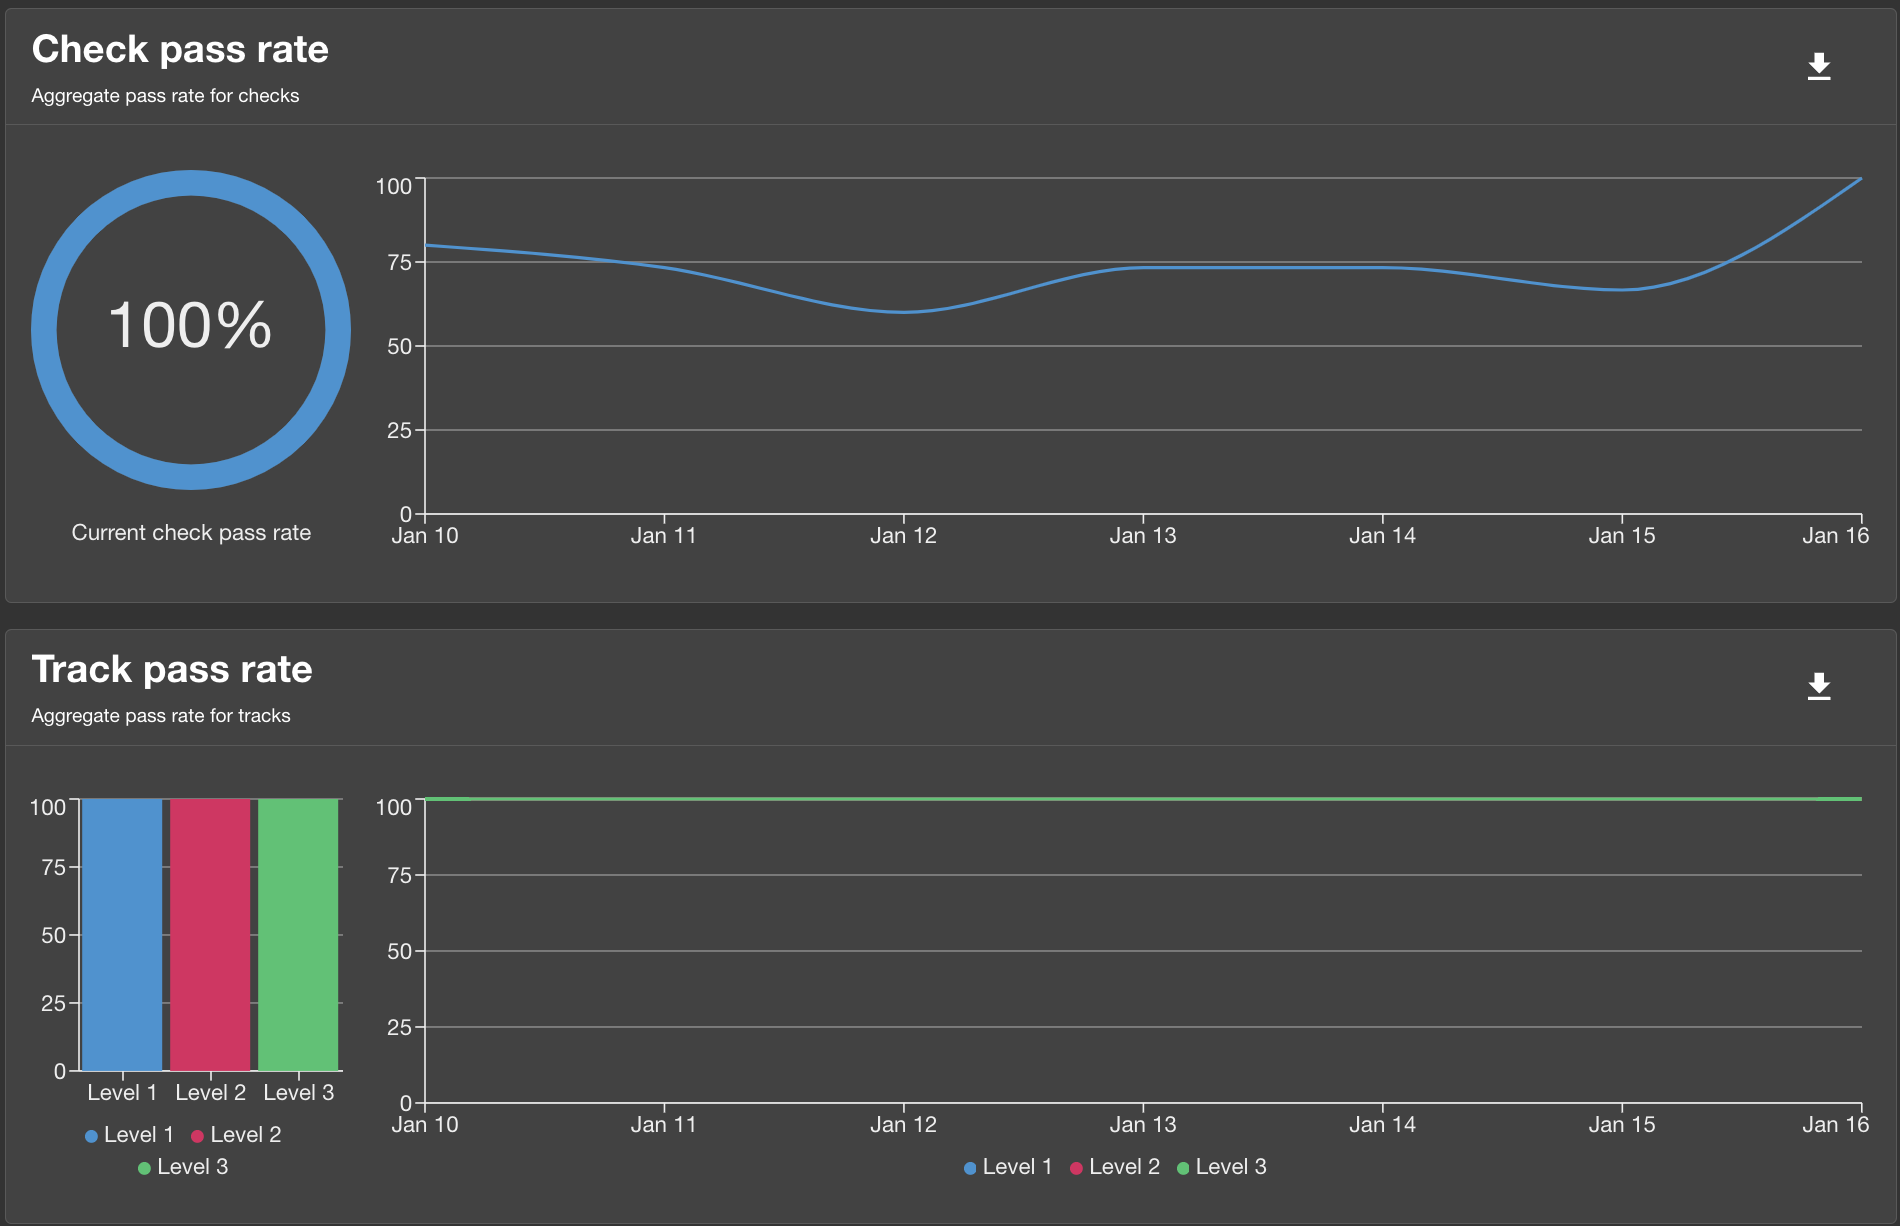 Check pass rate
Aggregate pass rate for checks
100%
Current check pass rate
100
75
50
25
0
Jan 10 Jan 11 Jan 12 Jan 13 Jan 14 Jan 15 Jan 16
Track pass rate
Aggregate pass rate for tracks
100
75
50
25
0
Level 1 Level 2 Level 3
Level 1 Level 2
Level 3
100
75
50
25
0
Jan 10 Jan 11 Jan 12 Jan 13 Jan 14 Jan 15 Jan 16
Level 1 Level 2 Level 3